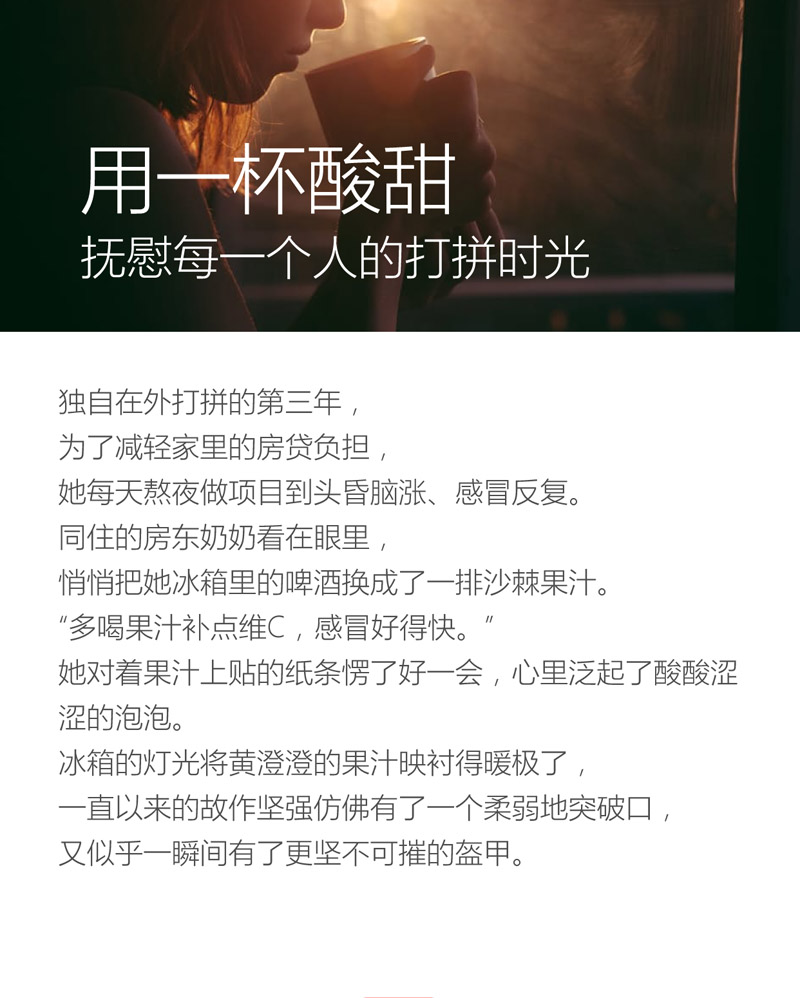 用一杯酸甜
抚慰每一个人的打拼时光
独自在外打拼的第三年，
为了减轻家里的房贷负担，
她每天熬夜做项目到头昏脑涨、感冒反复。
同住的房东奶奶看在眼里，
悄悄把她冰箱里的啤酒换成了一排沙棘果汁。
“多喝果汁补点维C，感冒好得快。”
她对着果汁上贴的纸条愣了好一会，心里泛起了酸酸涩
涩的泡泡。
冰箱的灯光将黄澄澄的果汁映衬得暖极了，
一直以来的故作坚强仿佛有了一个柔弱地突破口，
又似乎一瞬间有了更坚不可摧的盔甲。